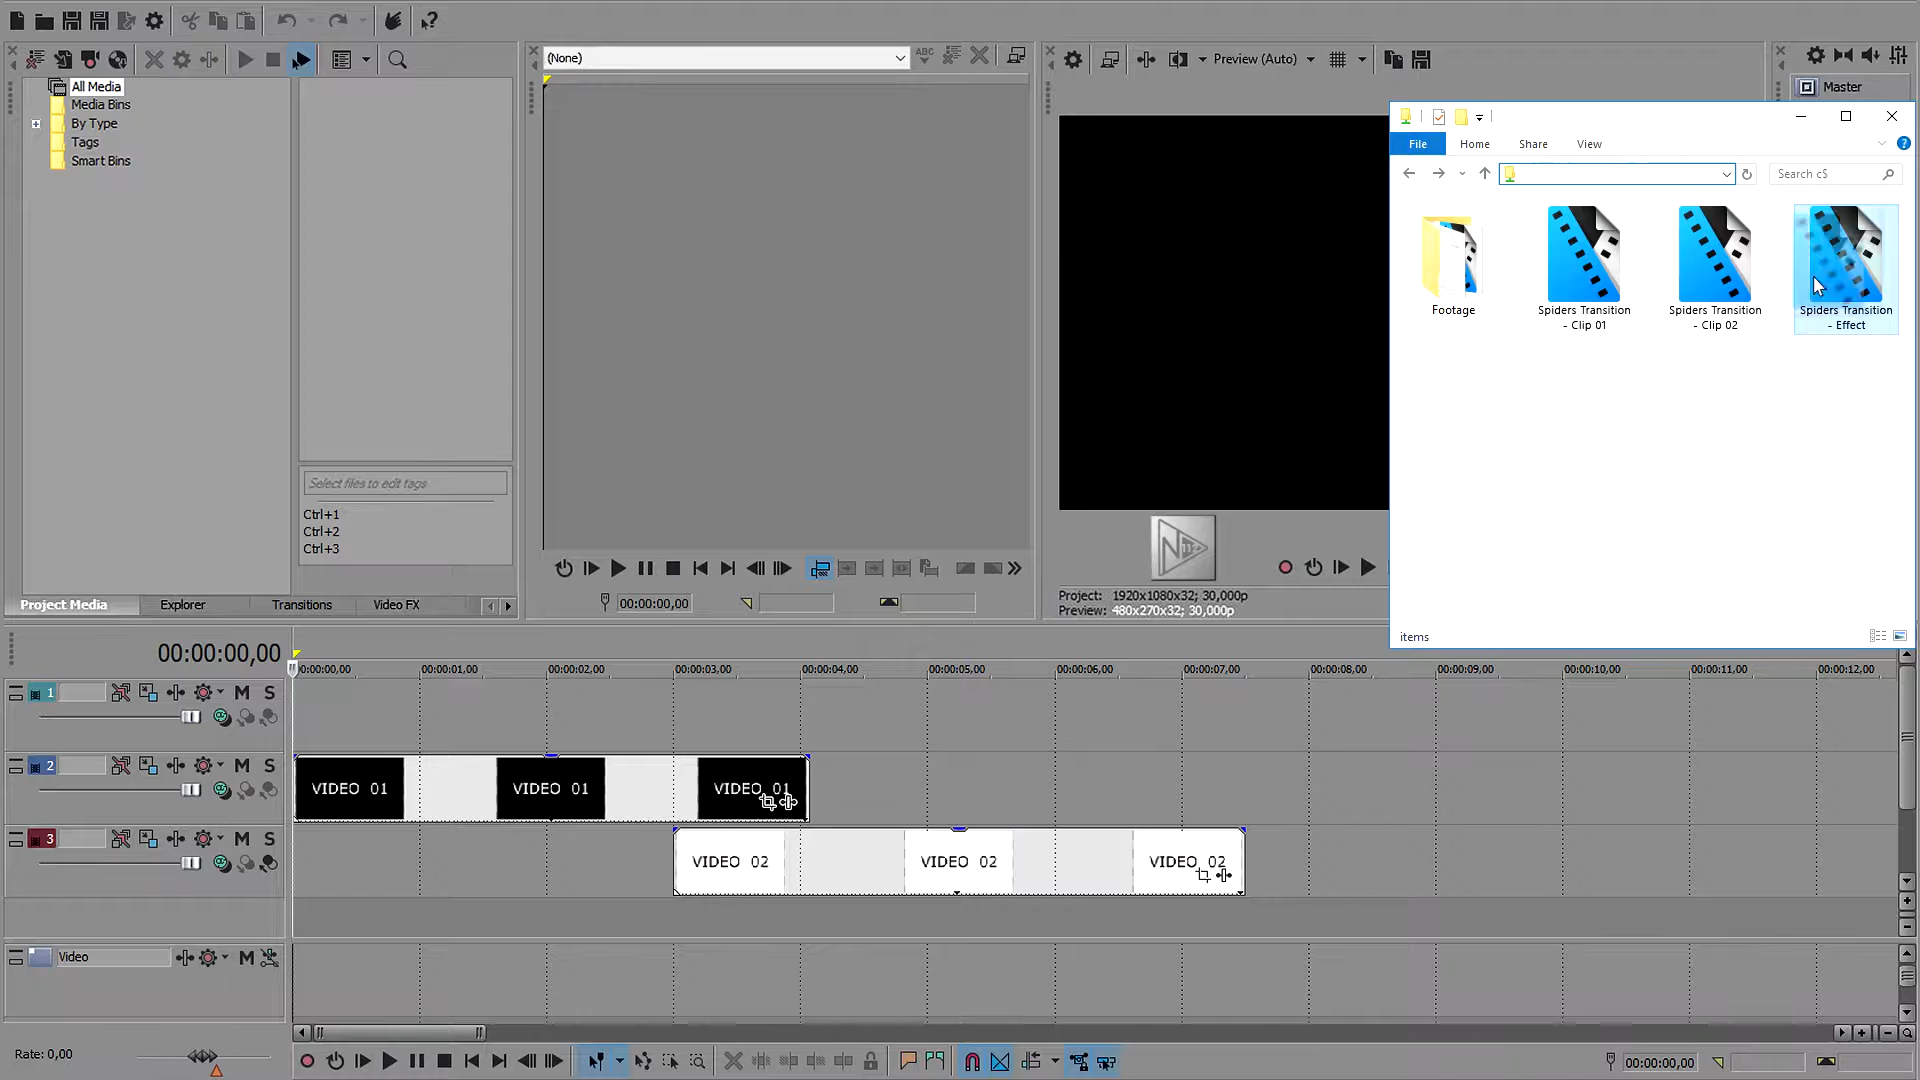 (None)
ABC
Preview (Auto)
Master
All Media
Media Bins
By Type
Tags
Smart Bins
File
Home
Share
View
Search c$
Footage
Spiders Transition
- Clip 01
Spiders Transition
- Clip 02
Spiders Transition
- Effect
items
Select files to edit tags
Ctrl+1
Ctrl+2
Ctrl+3
Project Media
Explorer
Transitions
Video FX
00:00:00,00
Project: 1920x1080x32; 30,000p
Preview: 480x270x32; 30,000p
00:00:00,00
0:00:00,00
00:00:01,00
00:00:02,00
00:00:03,00
00:00:04,00
00:00:05,00
00:00:06,00
00:00:07,00
00:00:08,00
00:00:09,00
00:00:10,00
00:00:11,00
00:00:12,00
1
M
S
2
M
S
VIDEO 01
VIDEO 01
VIDEO 01
3
M
S
VIDEO 02
VIDEO 02
VIDEO 02
Video
M
Rate: 0,00
00:00:00,00